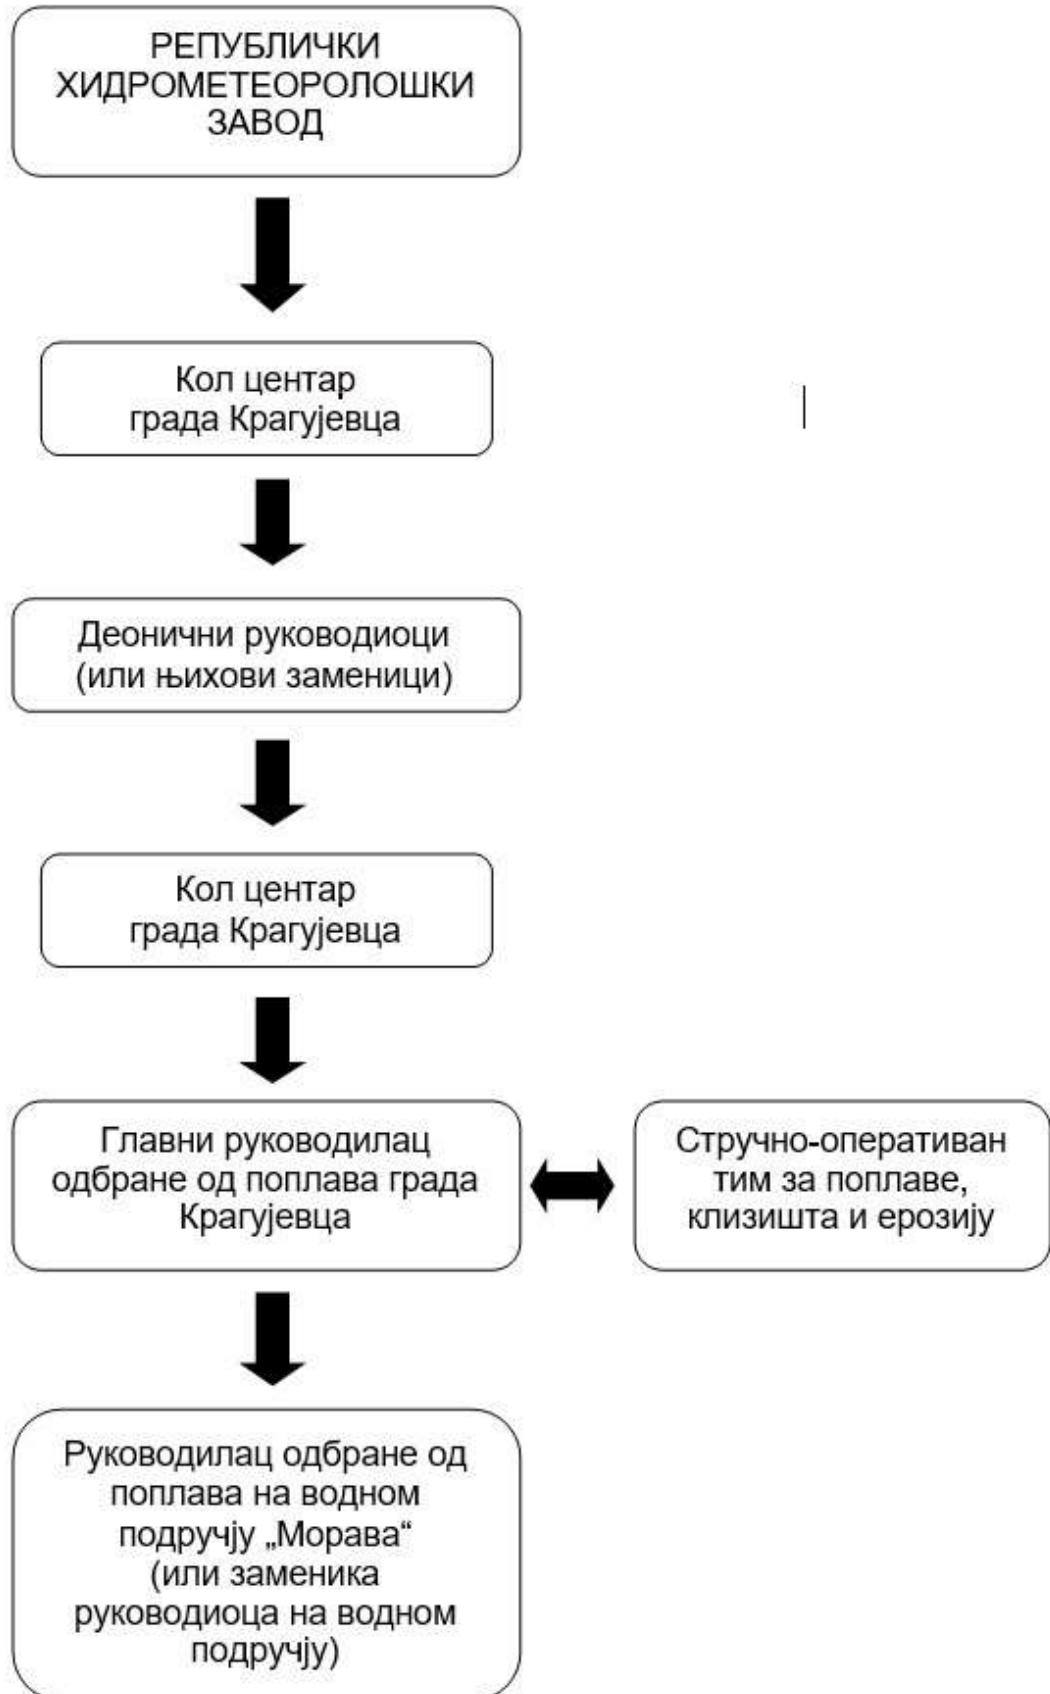 РЕПУБЛИЧКИ
ХИДРОМЕТЕОРОЛОШКИ
ЗАВОД
Кол центар
града Крагујевца
Деонични руководиоци
(или њихови заменици)
Кол центар
града Крагујевца
Главни руководилац
одбране од поплава града
Крагујевца
Стручно-оперативан
тим за поплаве,
клизишта и ерозију
Руководилац одбране од
поплава на водном
подручју „Морава“
(или заменика
руководиоца на водном
подручју)